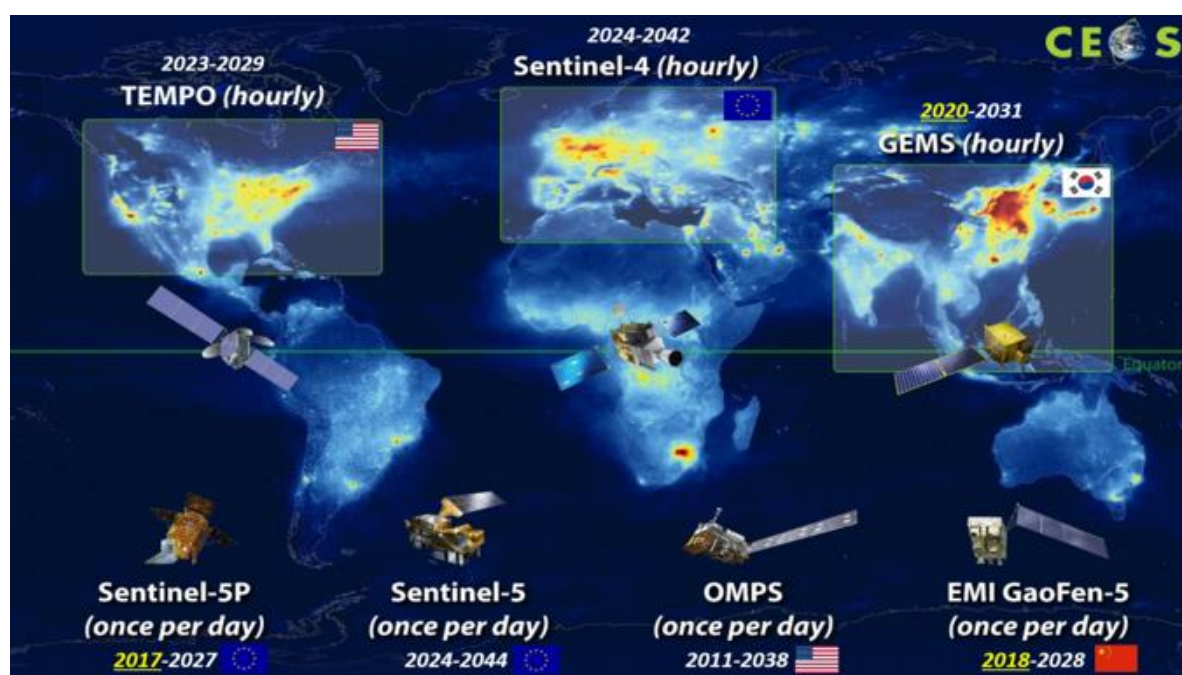 CEOS
2023-2029
TEMPO (hourly)
2024-2042
Sentinel-4 (hourly)
2020-2031
GEMS (hourly)
Equator
Sentinel-5P
(once per day)
2017-2027
Sentinel-5
(once per day)
2024-2044
OMPS
(once per day)
2011-2038
EMI GaoFen-5
(once per day)
2018-2028